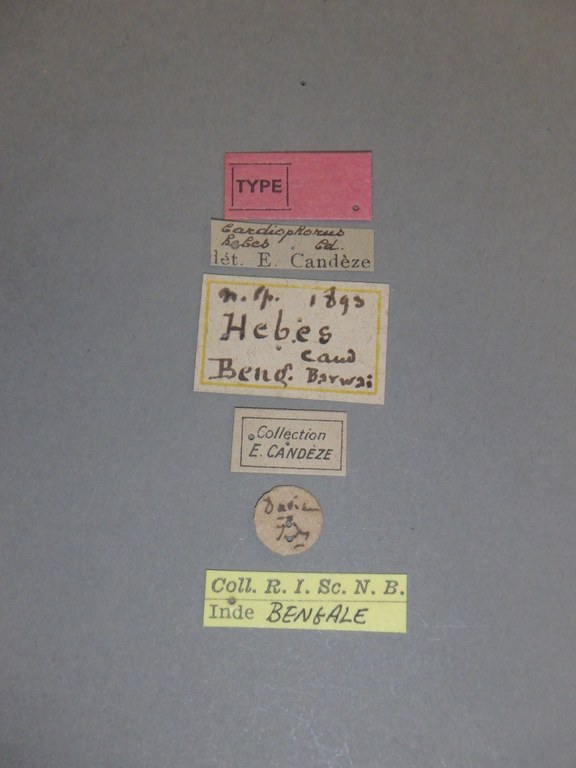 TYPE
Cardiophorus
hebes Cd.
dét. E. Candèze
n. sp. 1893
Hebes
Cand
Beng. Barwai
Collection
E. CANDÈZE
Coll. R. I. Sc. N. B.
Inde BENGALE